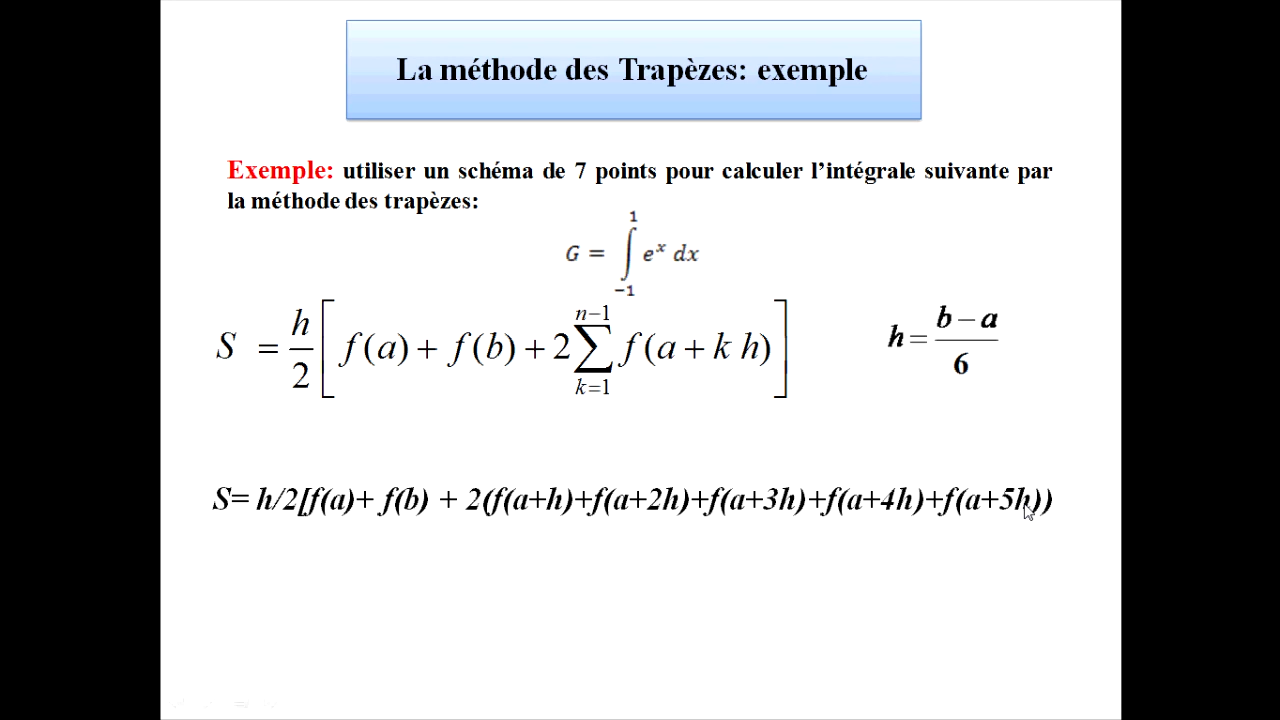 La méthode des Trapèzes: exemple
Exemple: utiliser un schéma de 7 points pour calculer l’intégrale suivante par
la méthode des trapèzes:
G = ∫_{-1}^{1} e^x dx
S = h/2 [ f(a) + f(b) + 2 ∑_{k=1}^{n-1} f(a + k h) ]
h = (b – a)/6
S= h/2[f(a)+ f(b) + 2(f(a+h)+f(a+2h)+f(a+3h)+f(a+4h)+f(a+5h))